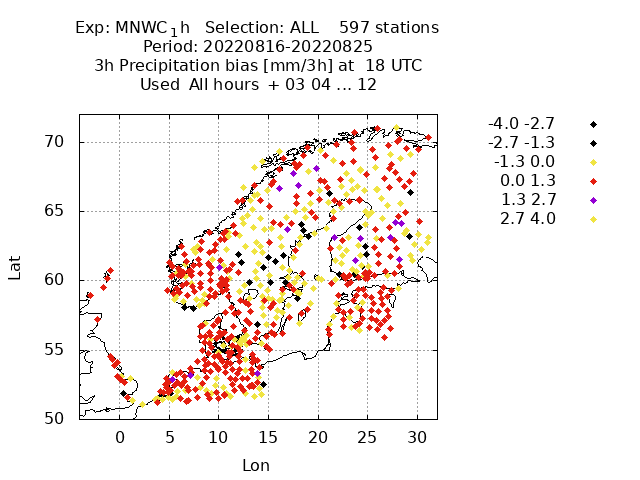 Exp: MNWC_1h   Selection: ALL    597 stations
Period: 20220816-20220825
3h Precipitation bias [mm/3h] at  18 UTC
Used  All hours  + 03 04 ... 12
-4.0 -2.7
-2.7 -1.3
-1.3 0.0
0.0 1.3
1.3 2.7
2.7 4.0
70
65
60
55
50
Lat
0 5 10 15 20 25 30
Lon